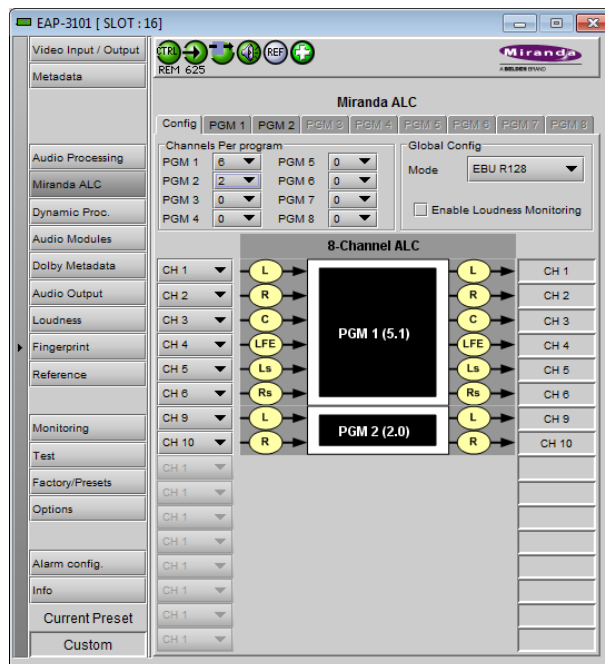 EAP-3101 [ SLOT : 16]
Video Input / Output
Metadata
Audio Processing
Miranda ALC
Dynamic Proc.
Audio Modules
Dolby Metadata
Audio Output
Loudness
Fingerprint
Reference
Monitoring
Test
Factory/Presets
Options
Alarm config.
Info
Current Preset
Custom
CTRL REF
REM 625
Miranda
A BELDEN BRAND
Miranda ALC
Config PGM 1 PGM 2 PGM 3 PGM 4 PGM 5 PGM 6 PGM 7 PGM 8
Channels Per program
PGM 1 6 PGM 5 0
PGM 2 2 PGM 6 0
PGM 3 0 PGM 7 0
PGM 4 0 PGM 8 0
Global Config
Mode EBU R128
Enable Loudness Monitoring
8-Channel ALC
CH 1 L L CH 1
CH 2 R R CH 2
CH 3 C C CH 3
PGM 1 (5.1)
CH 4 LFE LFE CH 4
CH 5 Ls Ls CH 5
CH 6 Rs Rs CH 6
CH 9 L L CH 9
PGM 2 (2.0)
CH 10 R R CH 10
CH 1
CH 1
CH 1
CH 1
CH 1
CH 1
CH 1
CH 1